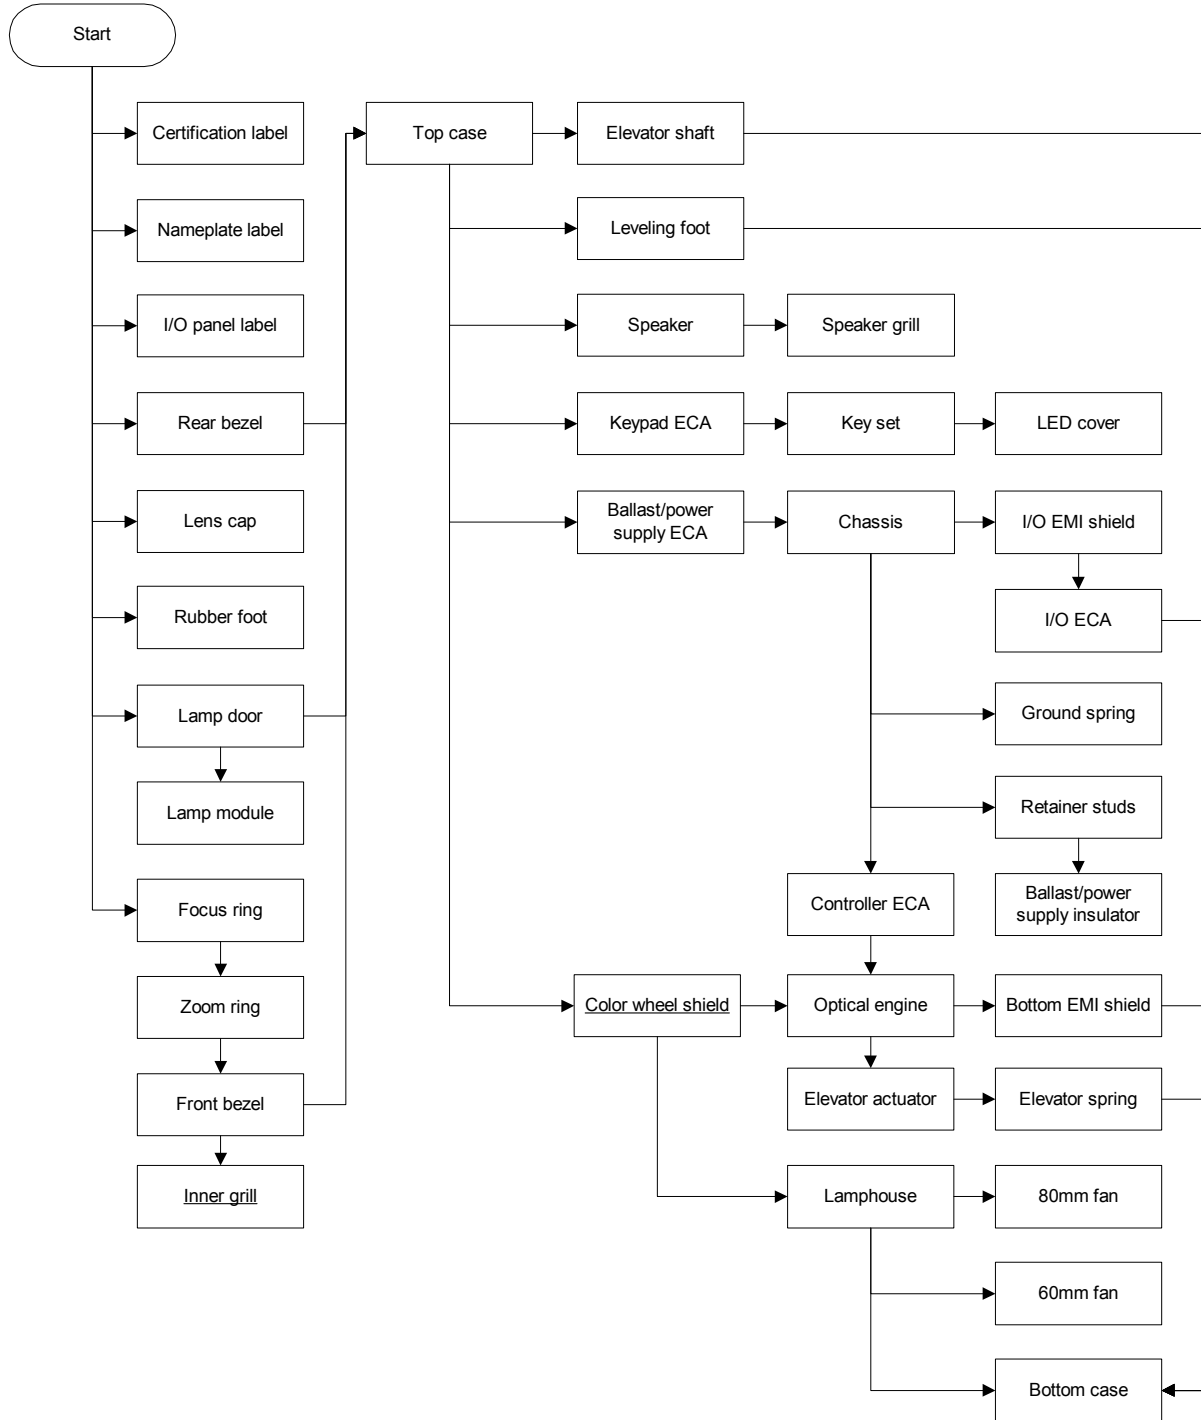 Start
Certification label
Top case
Elevator shaft
Nameplate label
Leveling foot
I/O panel label
Speaker
Speaker grill
Rear bezel
Keypad ECA
Key set
LED cover
Lens cap
Ballast/power
supply ECA
Chassis
I/O EMI shield
Rubber foot
I/O ECA
Lamp door
Ground spring
Lamp module
Retainer studs
Focus ring
Controller ECA
Ballast/power
supply insulator
Zoom ring
Color wheel shield
Optical engine
Bottom EMI shield
Front bezel
Elevator actuator
Elevator spring
Inner grill
Lamphouse
80mm fan
60mm fan
Bottom case